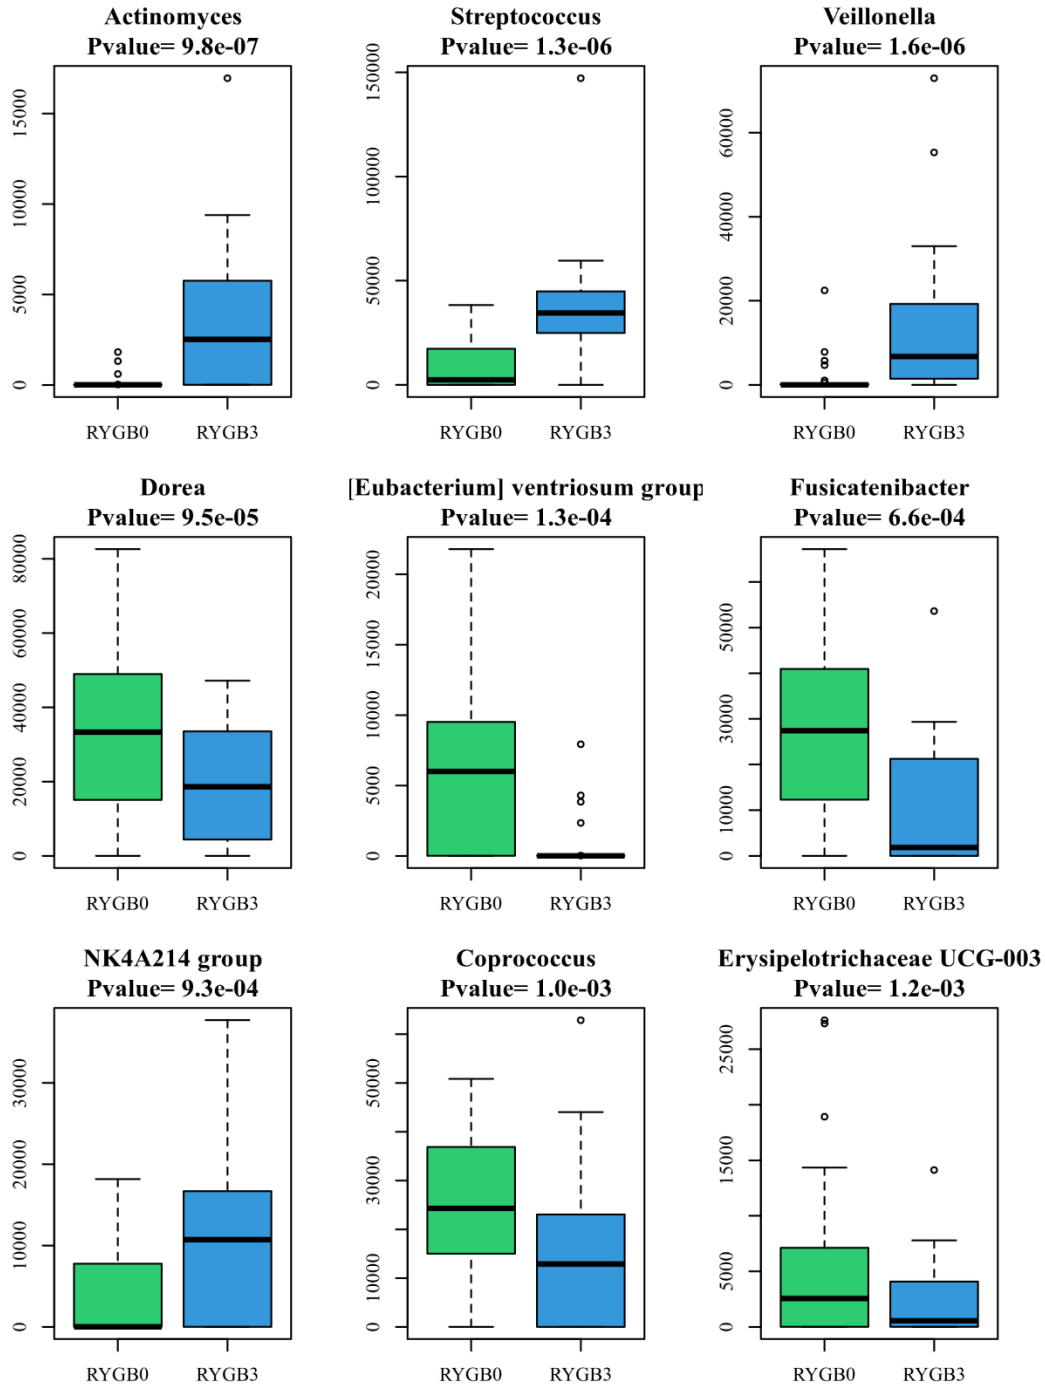 Actinomyces
Pvalue= 9.8e-07
0
5000
10000
15000
RYGB0 RYGB3
Streptococcus
Pvalue= 1.3e-06
0
50000
100000
150000
RYGB0 RYGB3
Veillonella
Pvalue= 1.6e-06
0
20000
40000
60000
RYGB0 RYGB3
Dorea
Pvalue= 9.5e-05
0
20000
40000
60000
80000
RYGB0 RYGB3
[Eubacterium] ventriosum group
Pvalue= 1.3e-04
0
5000
10000
15000
20000
RYGB0 RYGB3
Fusicatenibacter
Pvalue= 6.6e-04
0
10000
30000
50000
RYGB0 RYGB3
NK4A214 group
Pvalue= 9.3e-04
0
10000
20000
30000
RYGB0 RYGB3
Coprococcus
Pvalue= 1.0e-03
0
10000
30000
50000
RYGB0 RYGB3
Erysipelotrichaceae UCG-003
Pvalue= 1.2e-03
0
5000
15000
25000
RYGB0 RYGB3